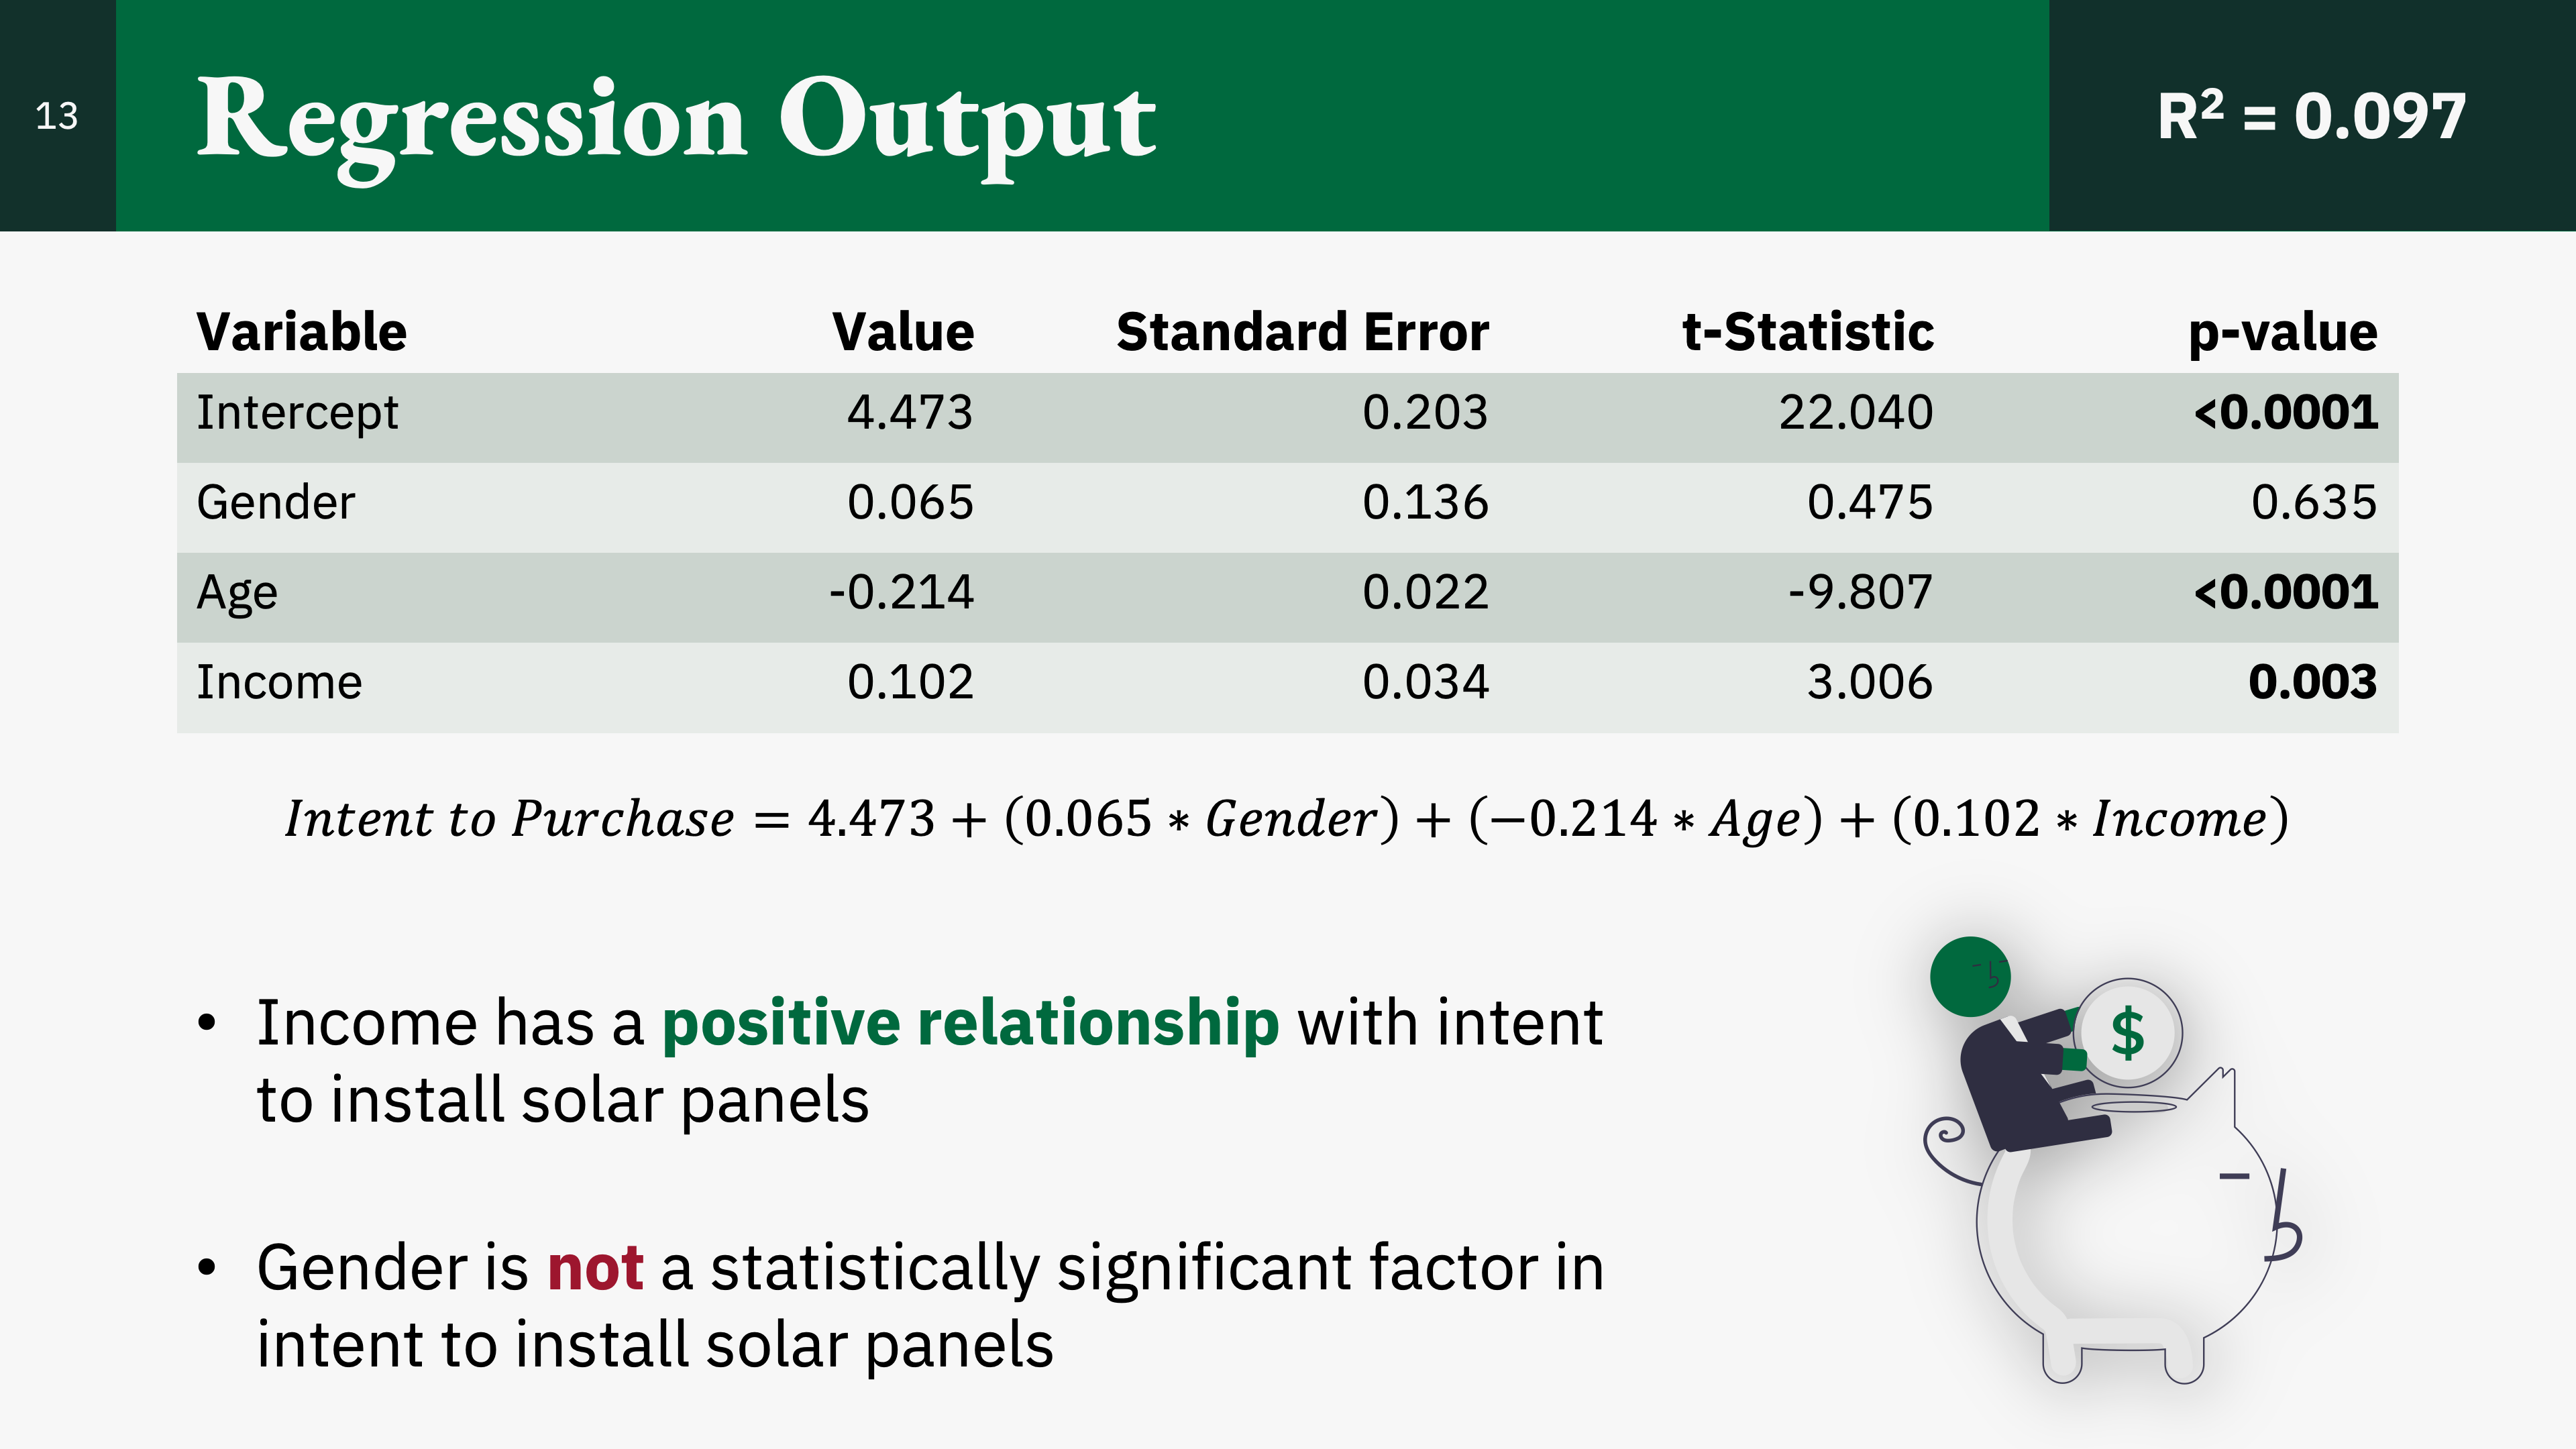 13
Regression Output
R² = 0.097
Variable Value Standard Error t-Statistic p-value
Intercept 4.473 0.203 22.040 <0.0001
Gender 0.065 0.136 0.475 0.635
Age -0.214 0.022 -9.807 <0.0001
Income 0.102 0.034 3.006 0.003
Intent to Purchase = 4.473 + (0.065 ∗ Gender) + (−0.214 ∗ Age) + (0.102 ∗ Income)
• Income has a positive relationship with intent
to install solar panels
• Gender is not a statistically significant factor in
intent to install solar panels
$